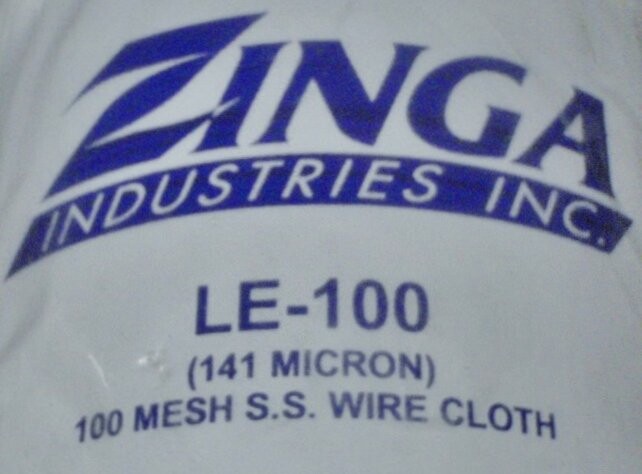 ZINGA
INDUSTRIES INC.
LE-100
(141 MICRON)
100 MESH S.S. WIRE CLOTH